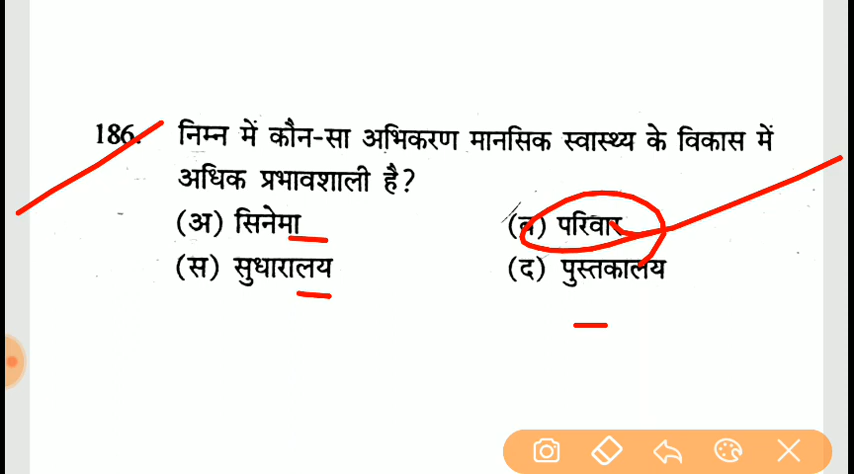 186. निम्न में कौन-सा अभिकरण मानसिक स्वास्थ्य के विकास में
अधिक प्रभावशाली है?
(अ) सिनेमा (ब) परिवार
(स) सुधारालय (द) पुस्तकालय